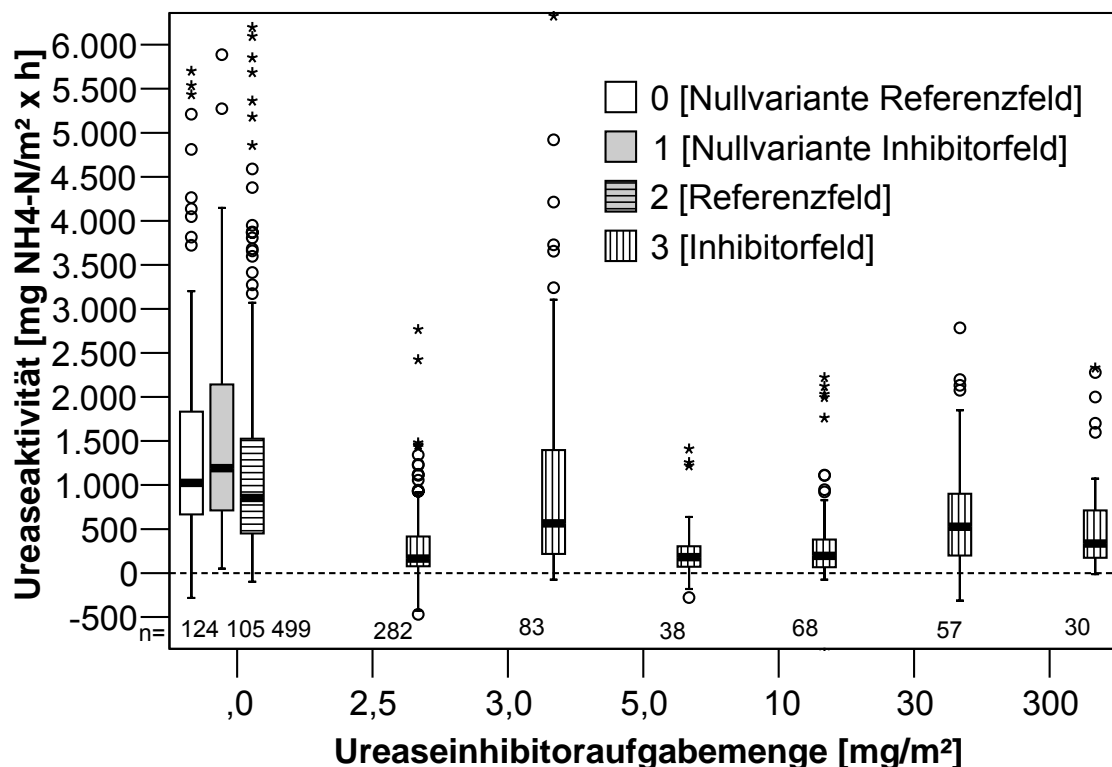 Ureaseaktivität [mg NH4-N/m² x h]
6.000
5.500
5.000
4.500
4.000
3.500
3.000
2.500
2.000
1.500
1.000
500
0
-500
0 [Nullvariante Referenzfeld]
1 [Nullvariante Inhibitorfeld]
2 [Referenzfeld]
3 [Inhibitorfeld]
n= 124 105 499 282 83 38 68 57 30
,0 2,5 3,0 5,0 10 30 300
Ureaseinhibitoraufgabemenge [mg/m²]